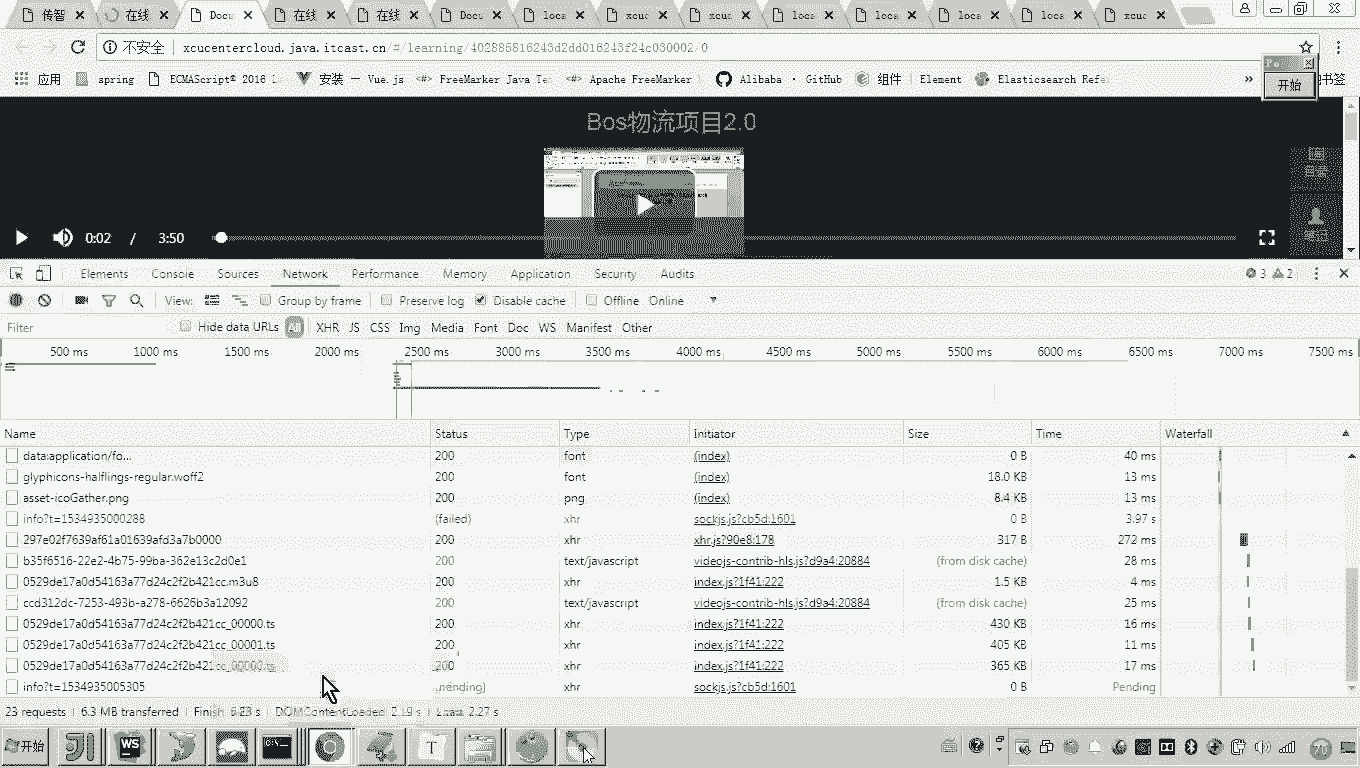 传智 在线 Docu 在线 在线 Docu loca xcuc xcuc loca loca loca loca xcuc
不安全 xcucentercloud.java.itcast.cn/#/learning/402885816243d2dd016243f24c030002/0
应用 spring ECMAScript® 2018 L 安装 — Vue.js FreeMarker Java Te Apache FreeMarker Alibaba · GitHub 组件 | Element Elasticsearch Refe » 书签
开始
Bos物流项目2.0
目录
笔记
0:02 / 3:50
Elements Console Sources Network Performance Memory Application Security Audits 3 2
View: Group by frame Preserve log Disable cache Offline Online
Filter Hide data URLs All XHR JS CSS Img Media Font Doc WS Manifest Other
500 ms 1000 ms 1500 ms 2000 ms 2500 ms 3000 ms 3500 ms 4000 ms 4500 ms 5000 ms 5500 ms 6000 ms 6500 ms 7000 ms 7500 ms
Name Status Type Initiator Size Time Waterfall
data:application/fo... 200 font (index) 0 B 40 ms
glyphicons-halflings-regular.woff2 200 font (index) 18.0 KB 13 ms
asset-icoGather.png 200 png (index) 8.4 KB 13 ms
info?t=1534935000288 (failed) xhr sockjs.js?cb5d:1601 0 B 3.97 s
297e02f7639af61a01639afd3a7b0000 200 xhr xhr.js?90e8:178 317 B 272 ms
b35f6516-22e2-4b75-99ba-362e13c2d0e1 200 text/javascript videojs-contrib-hls.js?d9a4:20884 (from disk cache) 28 ms
0529de17a0d54163a77d24c2f2b421cc.m3u8 200 xhr index.js?1f41:222 1.5 KB 4 ms
ccd312dc-7253-493b-a278-6626b3a12092 200 text/javascript videojs-contrib-hls.js?d9a4:20884 (from disk cache) 25 ms
0529de17a0d54163a77d24c2f2b421cc_00000.ts 200 xhr index.js?1f41:222 430 KB 16 ms
0529de17a0d54163a77d24c2f2b421cc_00001.ts 200 xhr index.js?1f41:222 405 KB 11 ms
0529de17a0d54163a77d24c2f2b421cc 200 xhr index.js?1f41:222 365 KB 17 ms
info?t=1534935005305 xhr sockjs.js?cb5d:1601 0 B Pending
23 requests | 6.3 MB transferred | Finish: 6.23 s | DOMContentLoaded: 2.19 s | Load: 2.27 s
开始 WS T 70